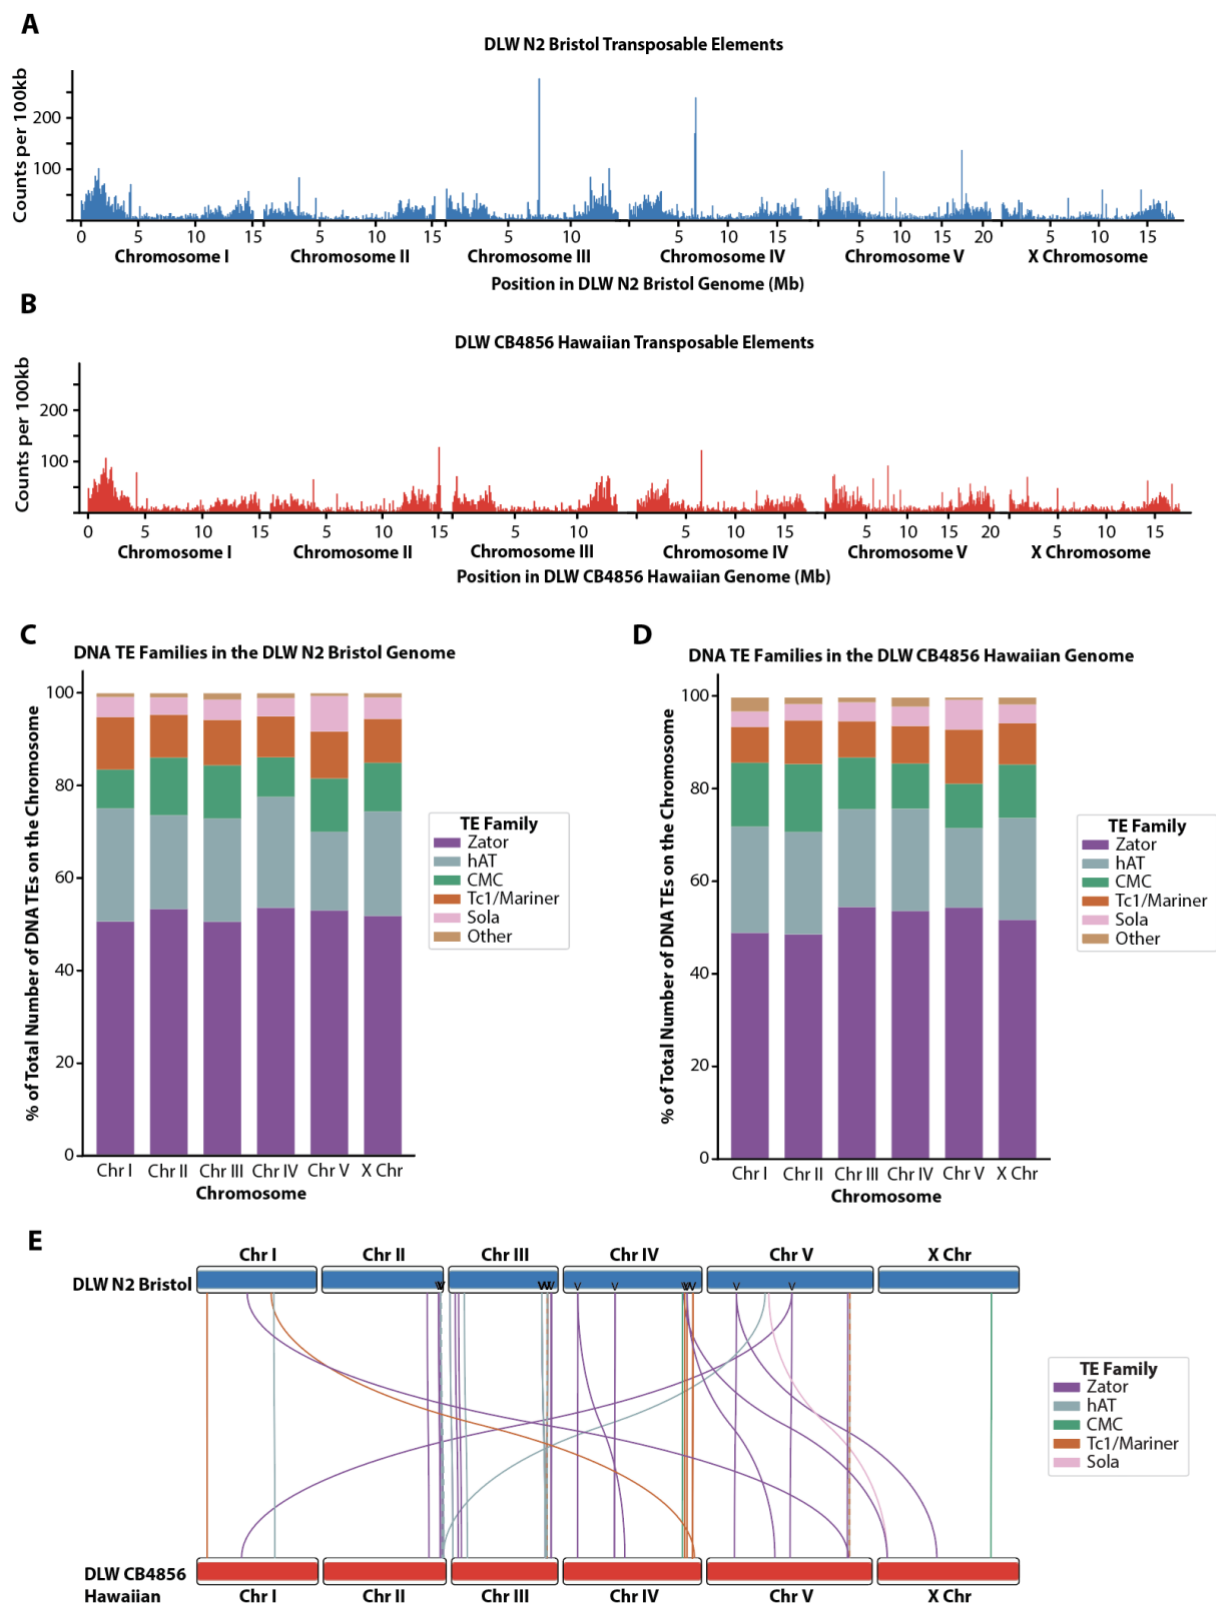 A
DLW N2 Bristol Transposable Elements
Counts per 100kb
200
100
0 5 10 15 5 10 15 5 10 5 10 15 5 10 15 20 5 10 15
Chromosome I Chromosome II Chromosome III Chromosome IV Chromosome V X Chromosome
Position in DLW N2 Bristol Genome (Mb)
B
DLW CB4856 Hawaiian Transposable Elements
Counts per 100kb
200
100
0 5 10 15 5 10 15 5 10 5 10 15 5 10 15 20 5 10 15
Chromosome I Chromosome II Chromosome III Chromosome IV Chromosome V X Chromosome
Position in DLW CB4856 Hawaiian Genome (Mb)
C
DNA TE Families in the DLW N2 Bristol Genome
% of Total Number of DNA TEs on the Chromosome
100
80
60
40
20
0
Chr I Chr II Chr III Chr IV Chr V X Chr
Chromosome
TE Family
Zator
hAT
CMC
Tc1/Mariner
Sola
Other
D
DNA TE Families in the DLW CB4856 Hawaiian Genome
% of Total Number of DNA TEs on the Chromosome
100
80
60
40
20
0
Chr I Chr II Chr III Chr IV Chr V X Chr
Chromosome
TE Family
Zator
hAT
CMC
Tc1/Mariner
Sola
Other
E
Chr I Chr II Chr III Chr IV Chr V X Chr
DLW N2 Bristol
TE Family
Zator
hAT
CMC
Tc1/Mariner
Sola
DLW CB4856
Hawaiian
Chr I Chr II Chr III Chr IV Chr V X Chr